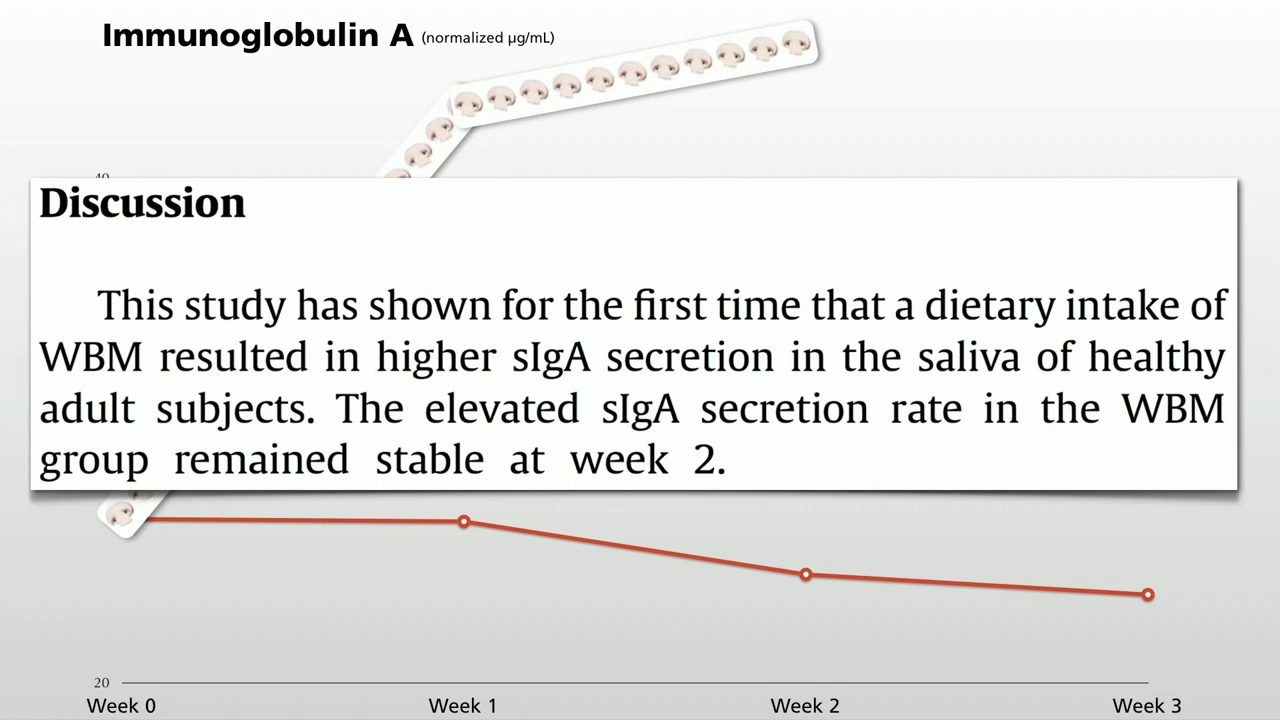 Immunoglobulin A (normalized µg/mL)
40
Discussion
This study has shown for the first time that a dietary intake of
WBM resulted in higher sIgA secretion in the saliva of healthy
adult subjects. The elevated sIgA secretion rate in the WBM
group remained stable at week 2.
20
Week 0 Week 1 Week 2 Week 3